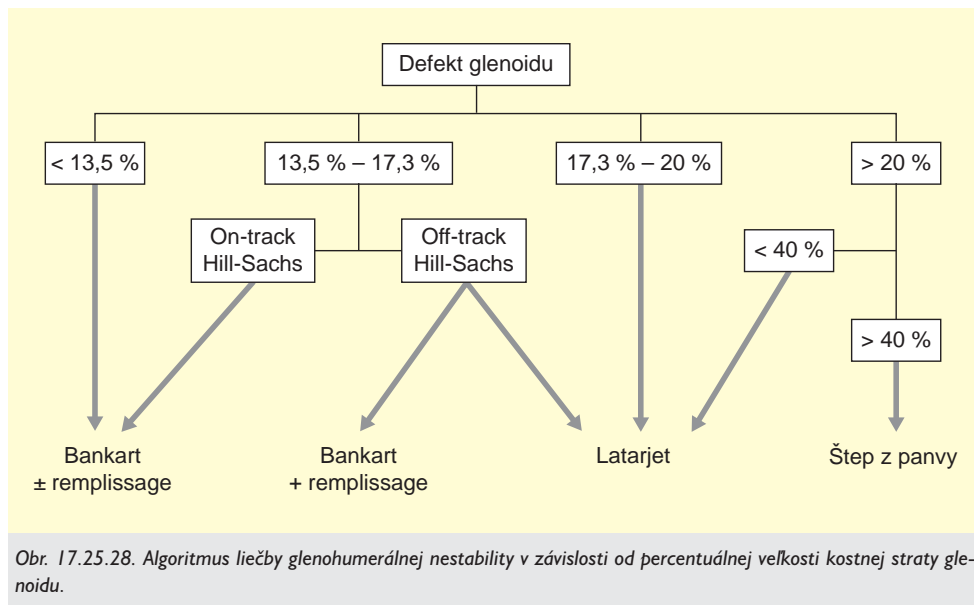 Defekt glenoidu
< 13,5 %
13,5 % – 17,3 %
17,3 % – 20 %
> 20 %
On-track
Hill-Sachs
Off-track
Hill-Sachs
< 40 %
> 40 %
Bankart
± remplissage
Bankart
+ remplissage
Latarjet
Štep z panvy
Obr. 17.25.28. Algoritmus liečby glenohumerálnej nestability v závislosti od percentuálnej veľkosti kostnej straty gle-
noidu.